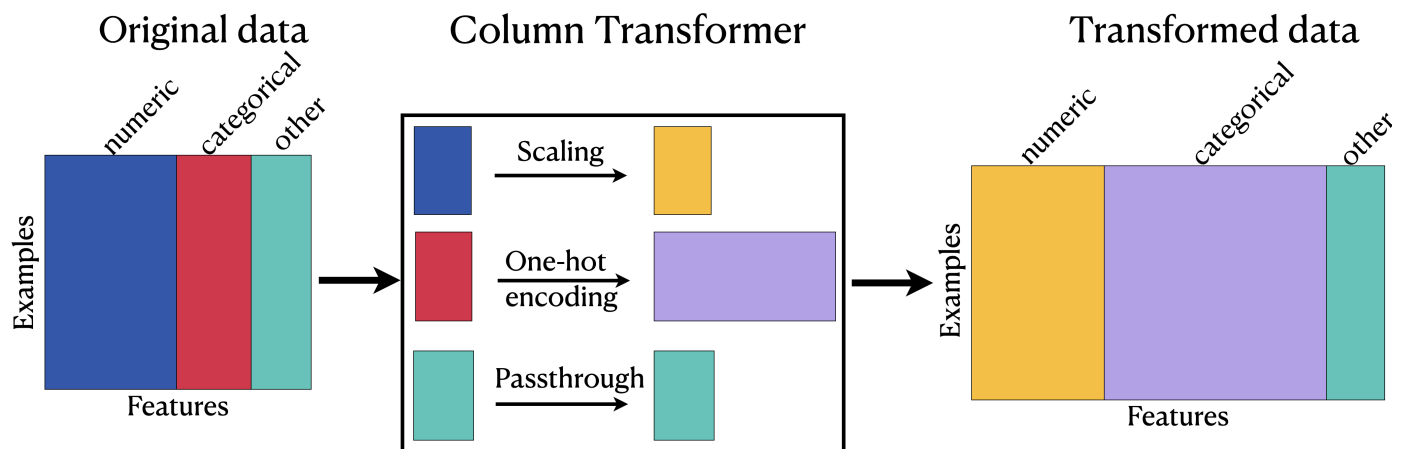 Original data
numeric
categorical
other
Examples
Features
Column Transformer
Scaling
One-hot
encoding
Passthrough
Transformed data
numeric
categorical
other
Examples
Features